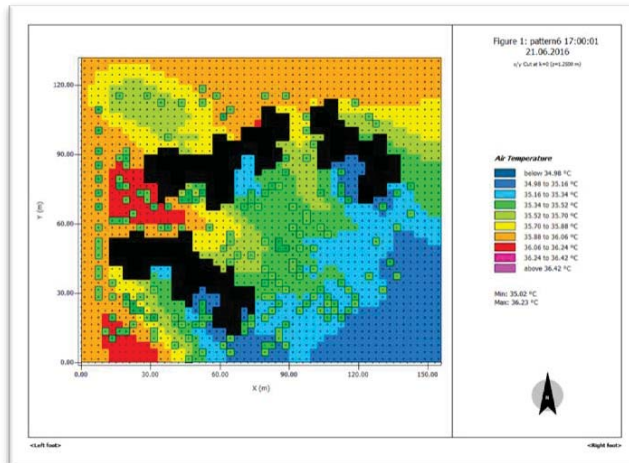 Figure 1: pattern6 17:00:01
21.06.2016
x/y Cut at k=0 (z=1.2500 m)
120.00
90.00
60.00
30.00
0.00
Y (m)
0.00 30.00 60.00 90.00 120.00 150.00
X (m)
Air Temperature
below 34.98 °C
34.98 to 35.16 °C
35.16 to 35.34 °C
35.34 to 35.52 °C
35.52 to 35.70 °C
35.70 to 35.88 °C
35.88 to 36.06 °C
36.06 to 36.24 °C
36.24 to 36.42 °C
above 36.42 °C
Min: 35.02 °C
Max: 36.23 °C
N
<Left foot>
<Right foot>